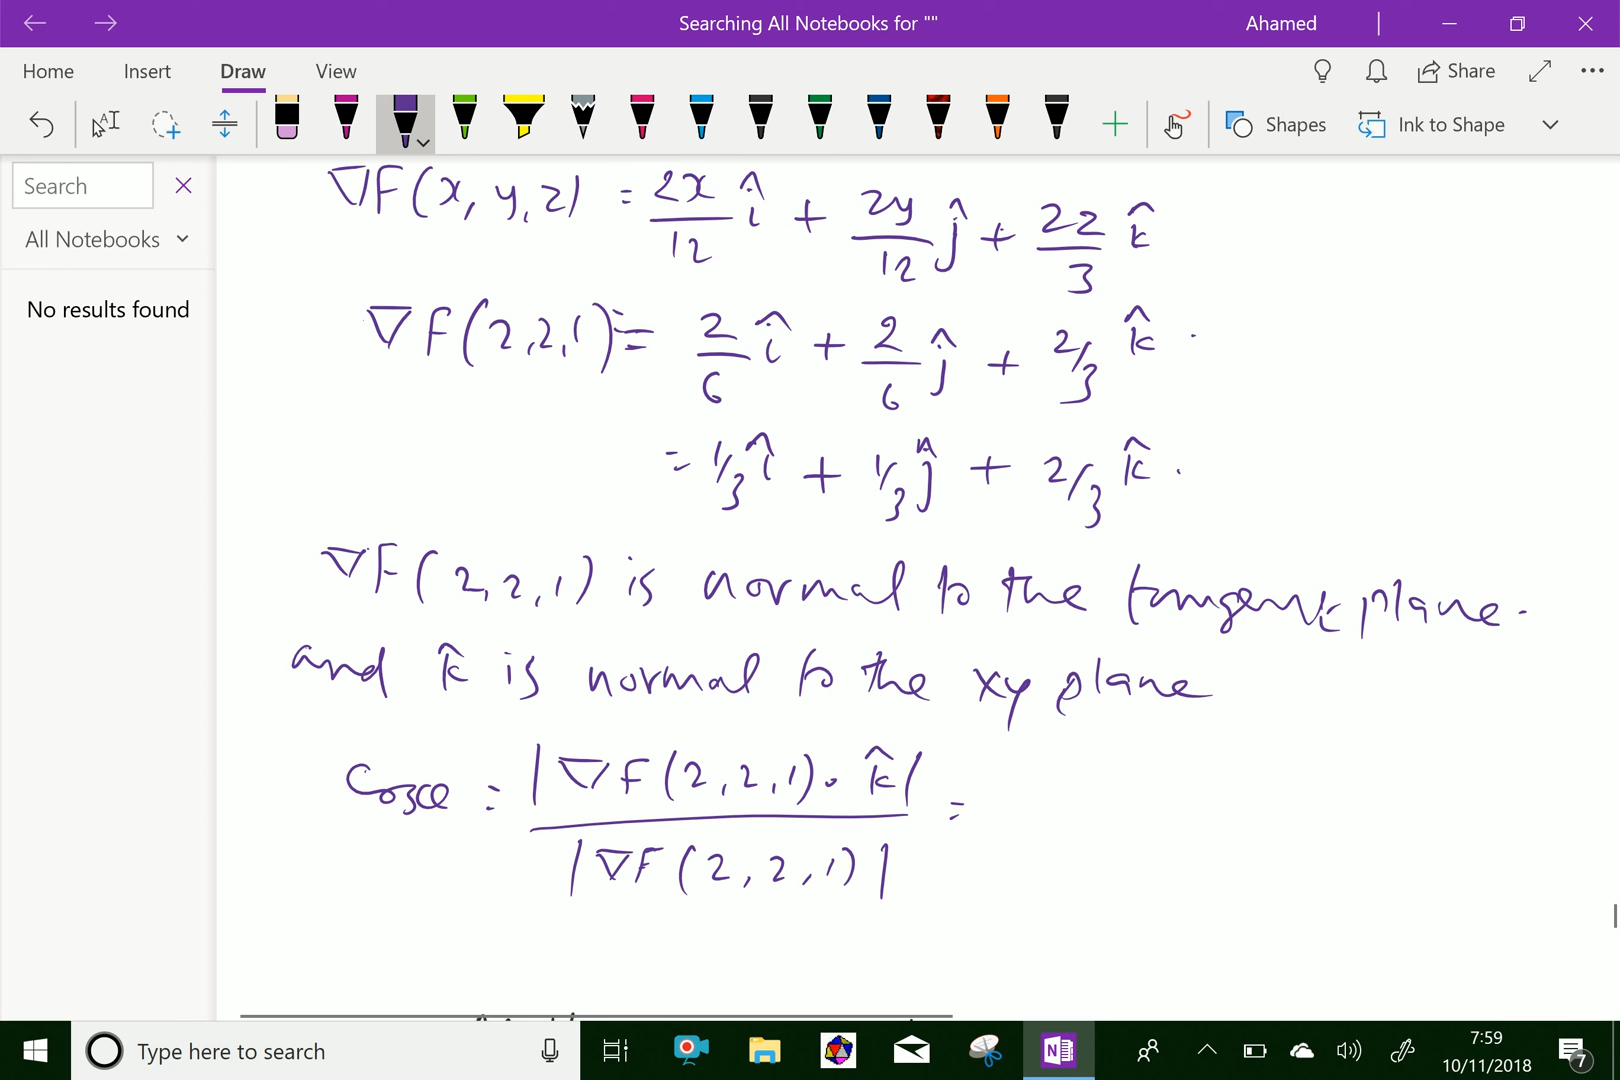 Searching All Notebooks for ""
Ahamed
Home Insert Draw View Share
Shapes Ink to Shape
Search
All Notebooks
No results found
∇F(x, y, z) = 2x/12 î + 2y/12 ĵ + 2z/3 k̂
∇F(2,2,1) = 2/6 î + 2/6 ĵ + 2/3 k̂.
= 1/3 î + 1/3 ĵ + 2/3 k̂.
∇F(2,2,1) is normal to the tangent plane.
and k̂ is normal to the xy plane
= |∇F(2,2,1)·k̂| / |∇F(2,2,1)| =
Type here to search
7:59
10/11/2018
7